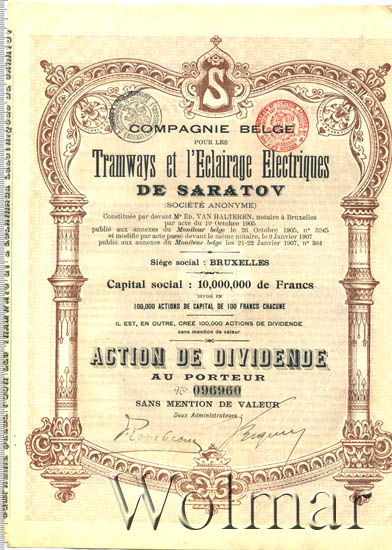 S
COMPAGNIE BELGE
POUR LES
Tramways et l'Eclairage Electriques
DE SARATOV
(SOCIÉTÉ ANONYME)
Constituée par devant Me ED. VAN HALTEREN, notaire à Bruxelles
par acte du 19 Octobre 1905
publié aux annexes du Moniteur belge le 26 Octobre 1905, n° 5245
et modifié par acte passé devant le même notaire, le 9 Janvier 1907
publié aux annexes du Moniteur belge les 21-22 Janvier 1907, n° 364
Siège social : BRUXELLES
Capital social : 10,000,000 de Francs
DIVISÉ EN
100,000 ACTIONS DE CAPITAL DE 100 FRANCS CHACUNE
IL EST, EN OUTRE, CRÉÉ 100,000 ACTIONS DE DIVIDENDE
sans mention de valeur
ACTION DE DIVIDENDE
AU PORTEUR
N° 096960
SANS MENTION DE VALEUR
Deux Administrateurs
Wolmar